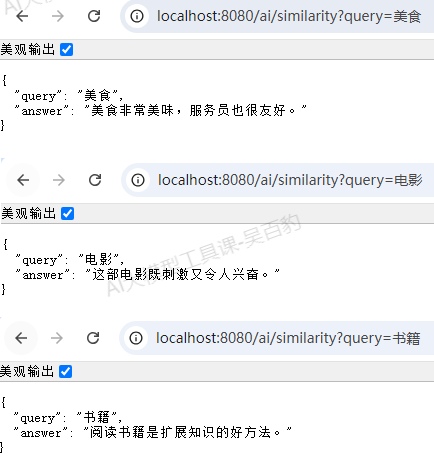 localhost:8080/ai/similarity?query=美食
美观输出
{
"query": "美食",
"answer": "美食非常美味，服务员也很友好。"
}
localhost:8080/ai/similarity?query=电影
美观输出
{
"query": "电影",
"answer": "这部电影既刺激又令人兴奋。"
}
AI大模型工具课-吴百豹
localhost:8080/ai/similarity?query=书籍
美观输出
{
"query": "书籍",
"answer": "阅读书籍是扩展知识的好方法。"
}